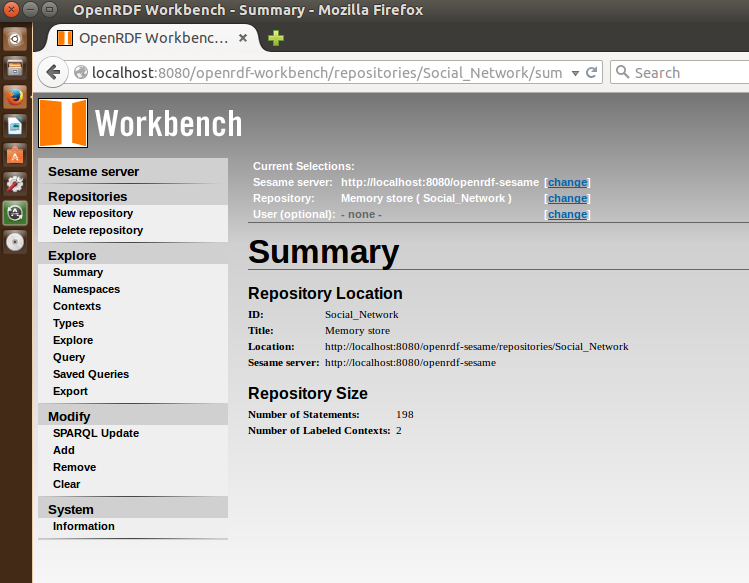 OpenRDF Workbench - Summary - Mozilla Firefox
OpenRDF Workbenc...
localhost:8080/openrdf-workbench/repositories/Social_Network/sum
Search
Workbench
Sesame server
Repositories
New repository
Delete repository
Explore
Summary
Namespaces
Contexts
Types
Explore
Query
Saved Queries
Export
Modify
SPARQL Update
Add
Remove
Clear
System
Information
Current Selections:
Sesame server: http://localhost:8080/openrdf-sesame [change]
Repository: Memory store ( Social_Network ) [change]
User (optional): - none - [change]
Summary
Repository Location
ID: Social_Network
Title: Memory store
Location: http://localhost:8080/openrdf-sesame/repositories/Social_Network
Sesame server: http://localhost:8080/openrdf-sesame
Repository Size
Number of Statements: 198
Number of Labeled Contexts: 2